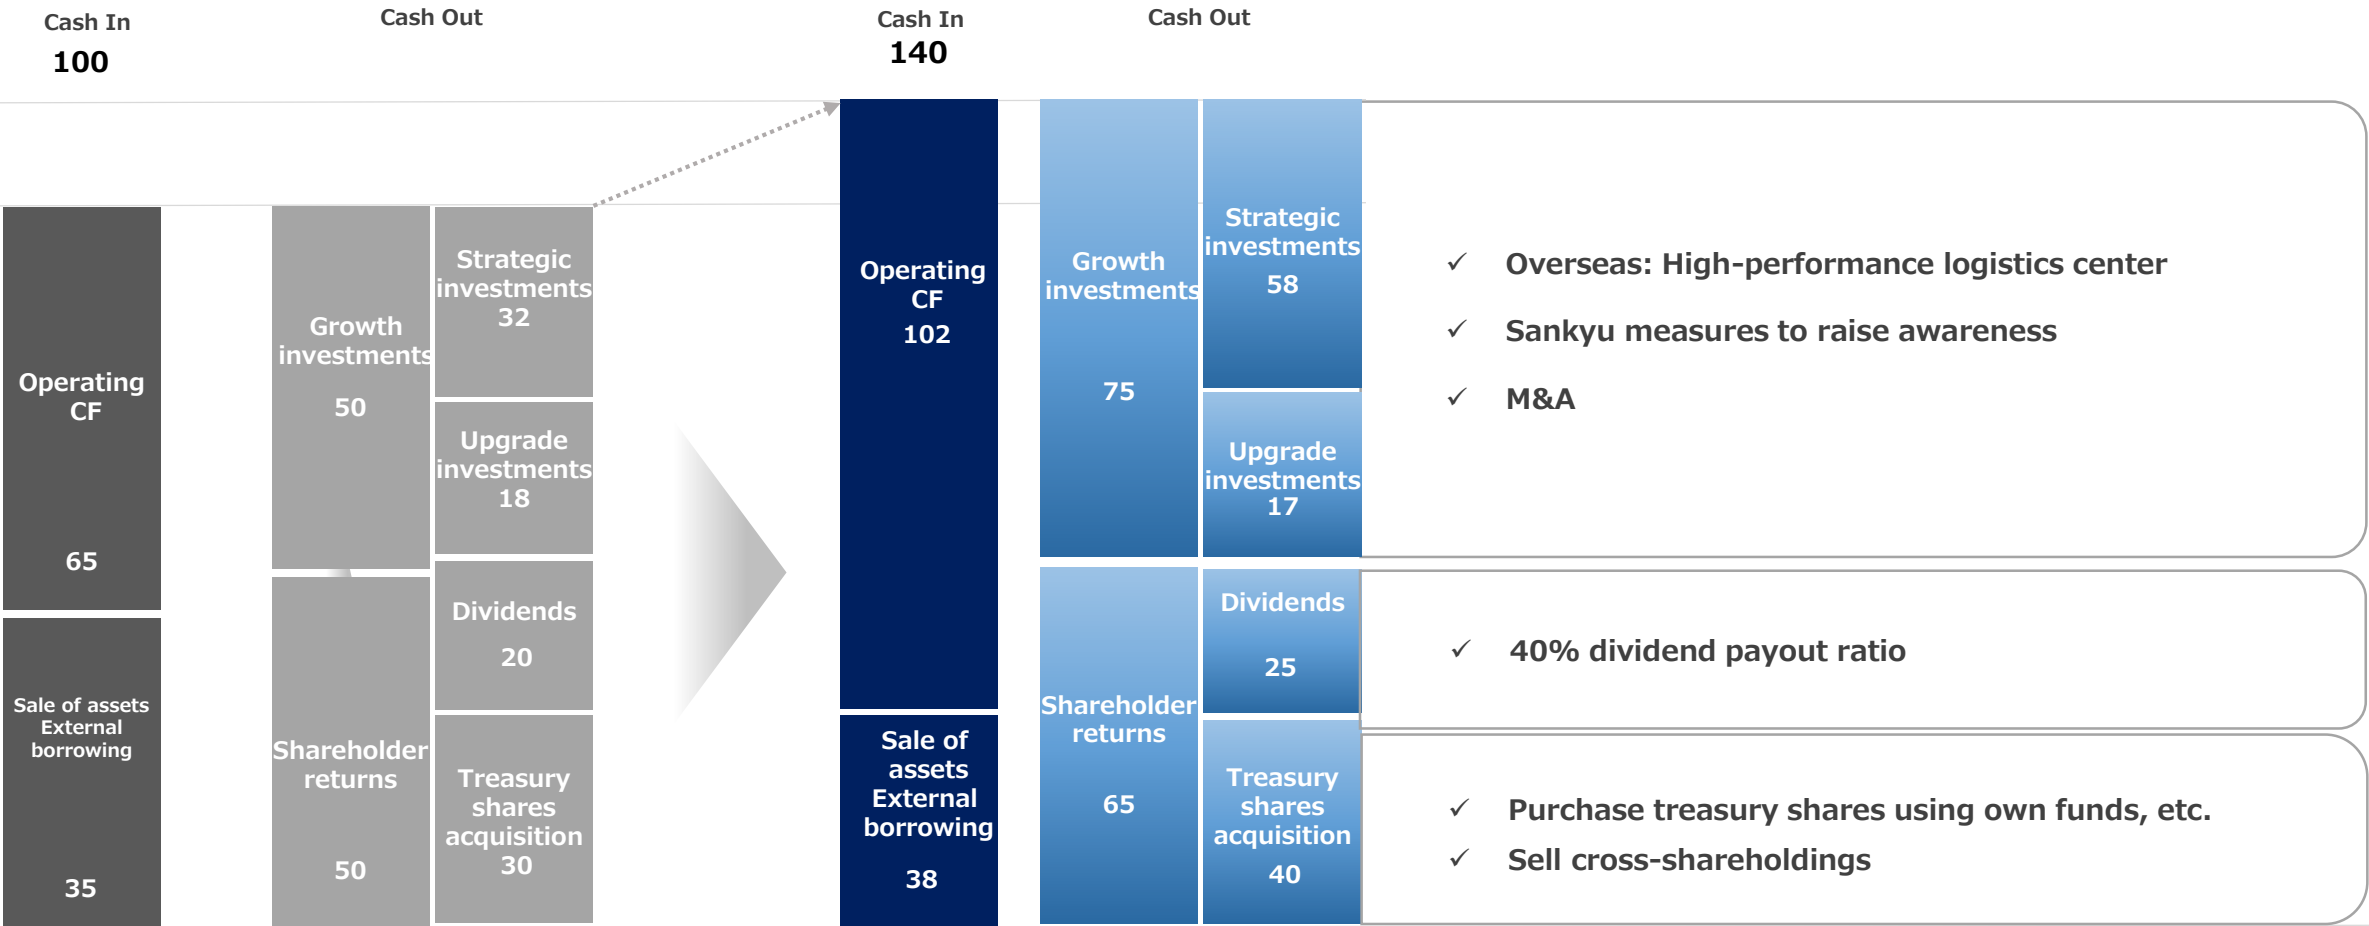 Cash In
100
Cash Out
Operating
CF
65
Sale of assets
External
borrowing
35
Growth
investments
50
Shareholder
returns
50
Strategic
investments
32
Upgrade
investments
18
Dividends
20
Treasury
shares
acquisition
30
Cash In
140
Cash Out
Operating
CF
102
Sale of
assets
External
borrowing
38
Growth
investments
75
Shareholder
returns
65
Strategic
investments
58
Upgrade
investments
17
Dividends
25
Treasury
shares
acquisition
40
✓ Overseas: High-performance logistics center
✓ Sankyu measures to raise awareness
✓ M&A
✓ 40% dividend payout ratio
✓ Purchase treasury shares using own funds, etc.
✓ Sell cross-shareholdings